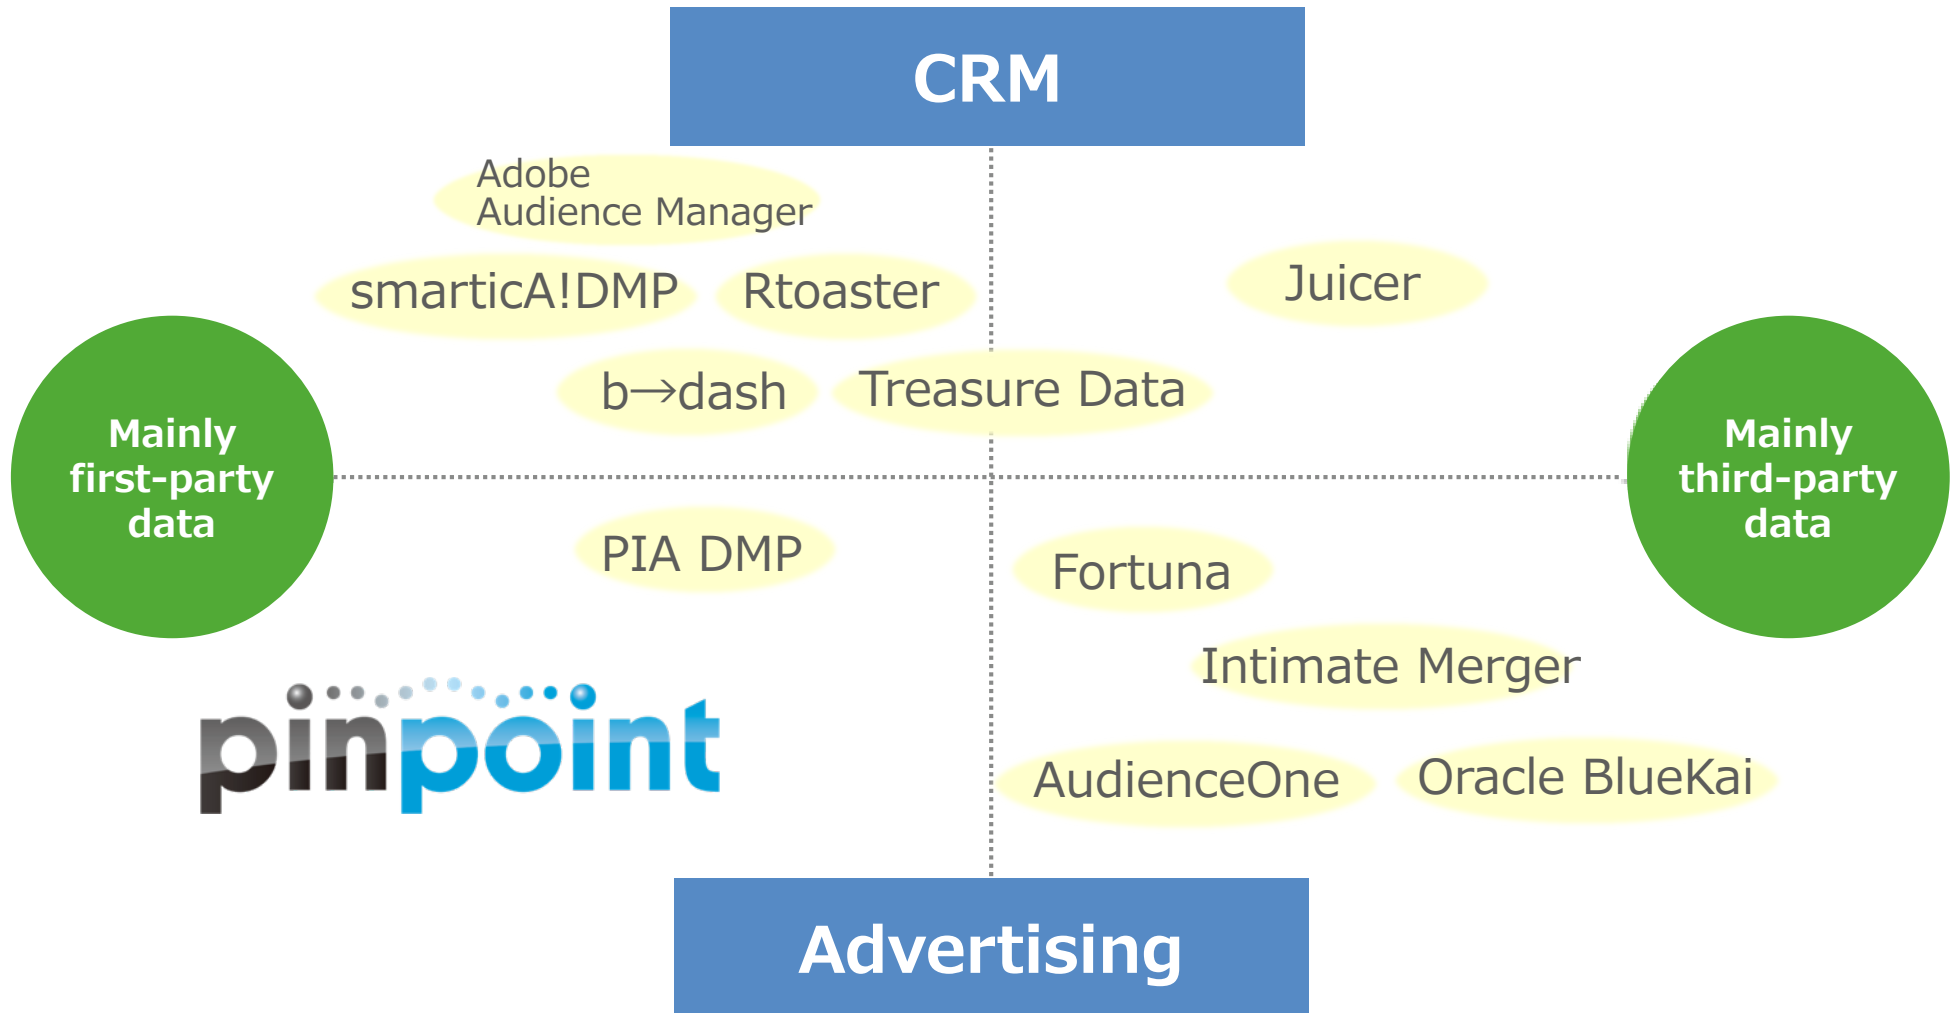 CRM
Adobe
Audience Manager
smarticA!DMP
Rtoaster
Juicer
b→dash
Treasure Data
Mainly
first-party
data
Mainly
third-party
data
PIA DMP
Fortuna
Intimate Merger
pinpoint
AudienceOne
Oracle BlueKai
Advertising